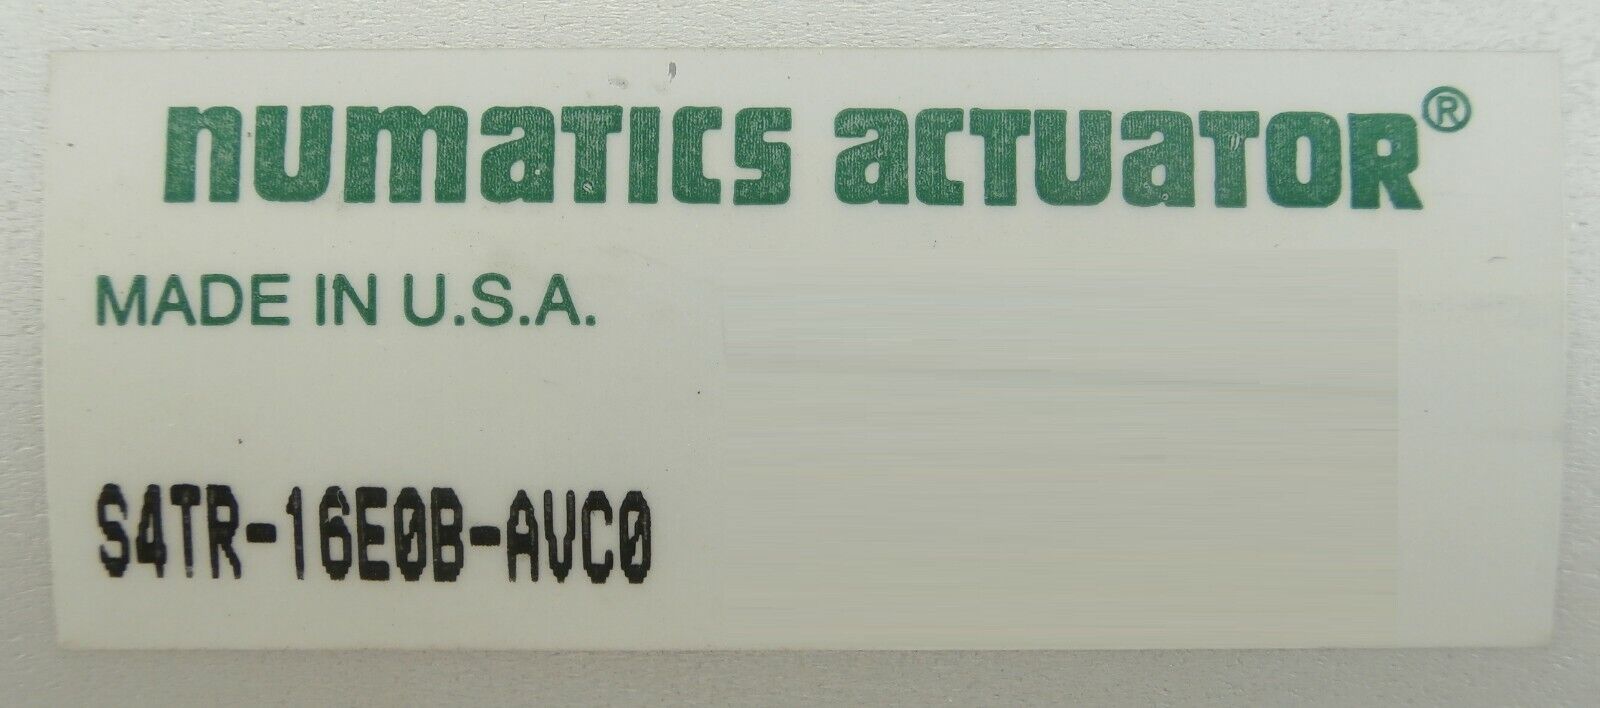 numatics actuator®
MADE IN U.S.A.
S4TR-16E0B-AVC0